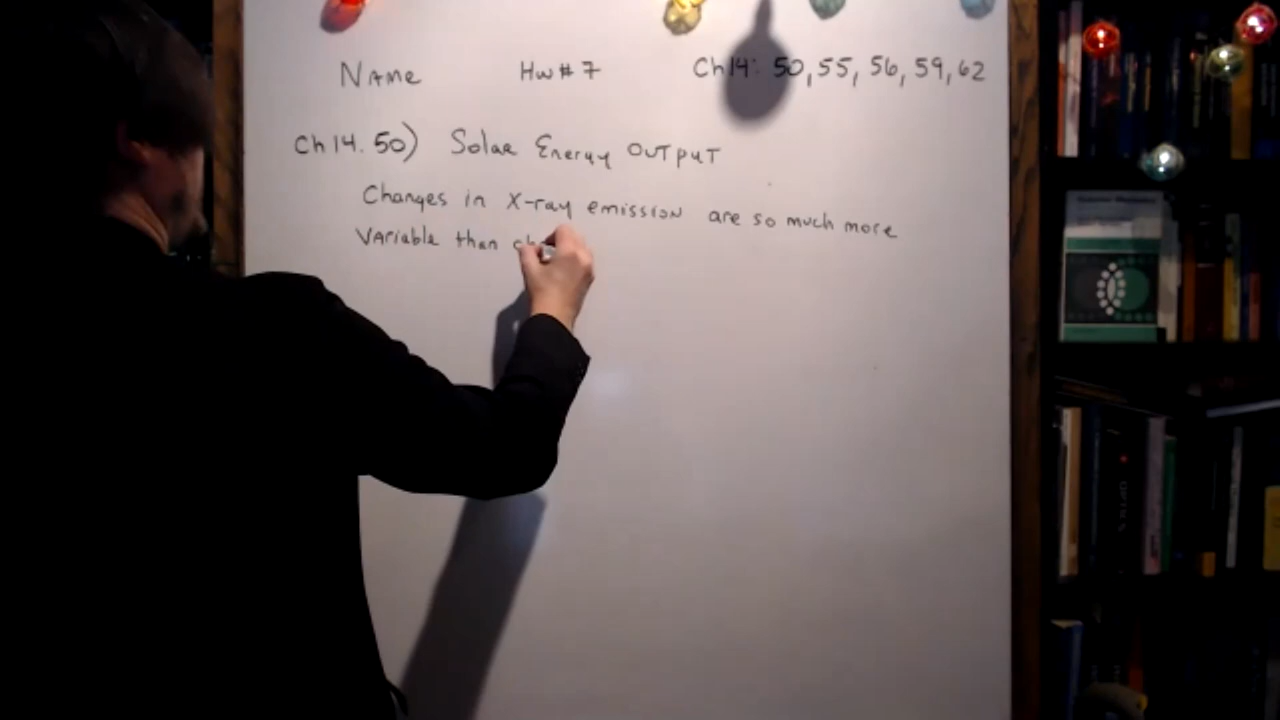 NAME HW# 7 Ch14: 50, 55, 56, 59, 62
Ch14. 50) Solar Energy Output
Changes in X-ray emission are so much more
variable than ch